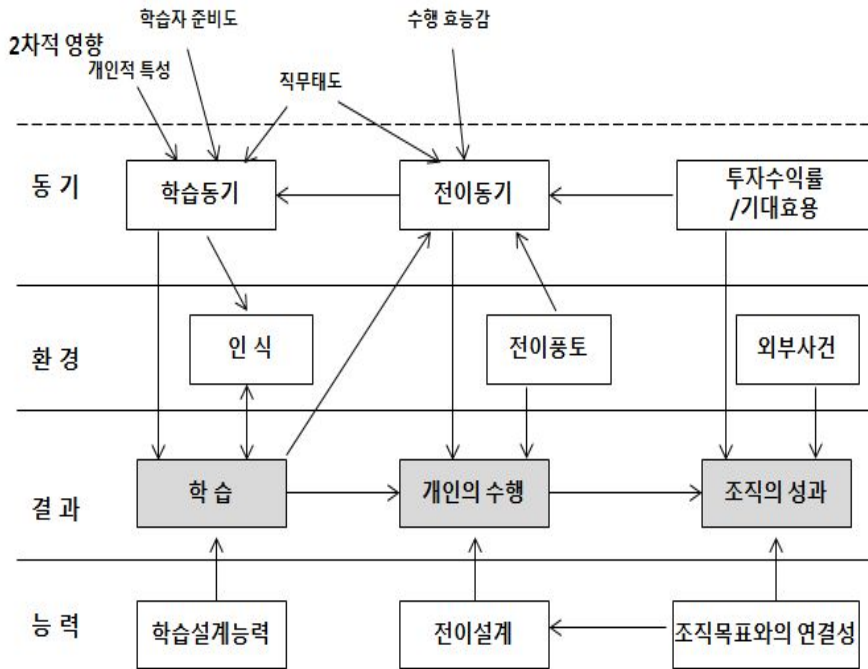 학습자 준비도
수행 효능감
2차적 영향
개인적 특성
직무태도
동 기
학습동기
전이동기
투자수익률
/기대효용
환 경
인 식
전이풍토
외부사건
결 과
학 습
개인의 수행
조직의 성과
능 력
학습설계능력
전이설계
조직목표와의 연결성